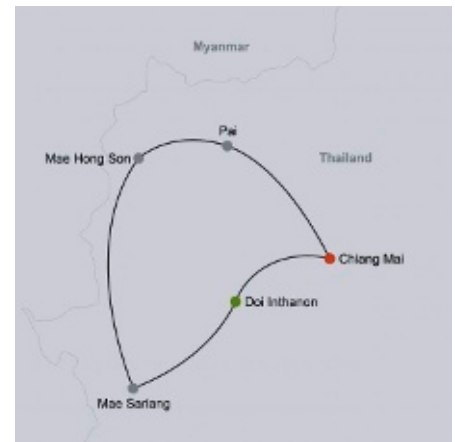 Myanmar
Pai
Mae Hong Son
Thailand
Chiang Mai
Doi Inthanon
Mae Sariang